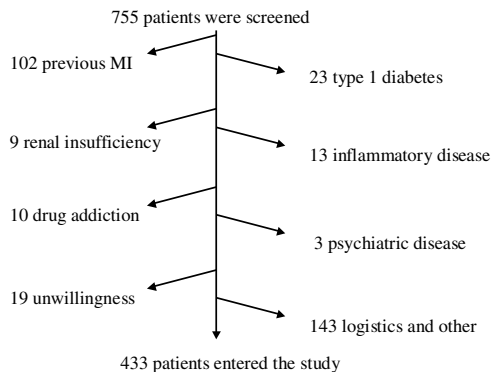 755 patients were screened
102 previous MI
23 type 1 diabetes
9 renal insufficiency
13 inflammatory disease
10 drug addiction
3 psychiatric disease
19 unwillingness
143 logistics and other
433 patients entered the study